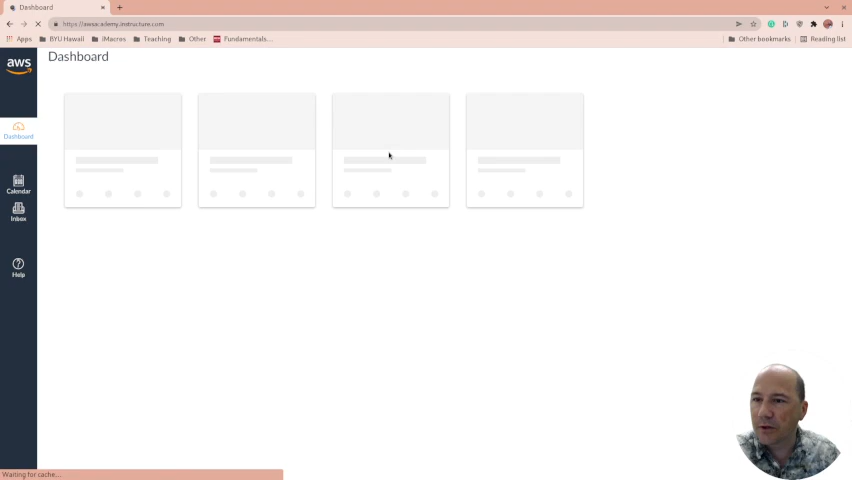 Dashboard
https://awsacademy.instructure.com
Apps BYU Hawaii iMacros Teaching Other Fundamentals... Other bookmarks Reading list
aws
Dashboard
Dashboard
Calendar
Inbox
Help
Waiting for cache...